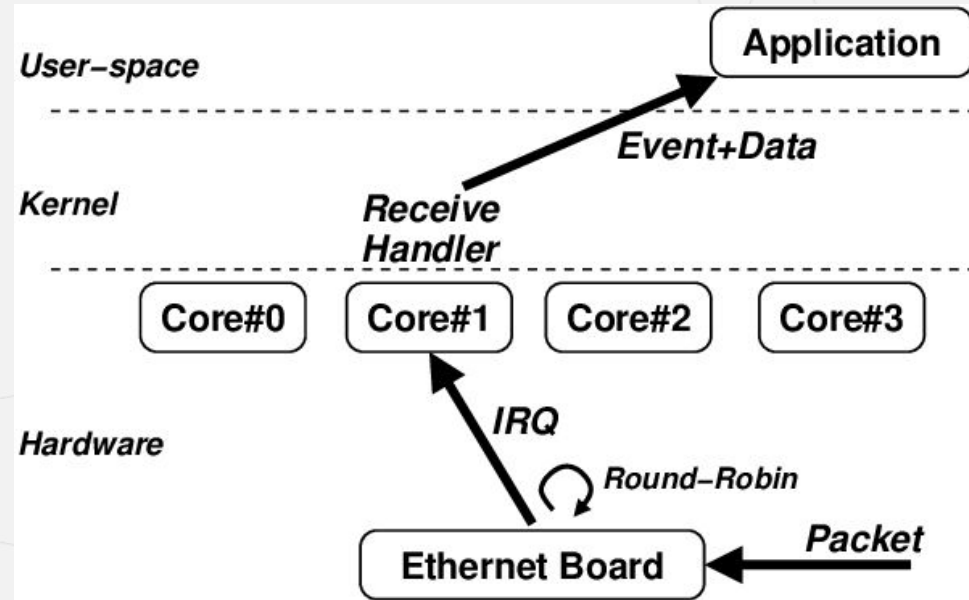 Application
User-space
Event+Data
Kernel
Receive
Handler
Core#0 Core#1 Core#2 Core#3
IRQ
Hardware
Round-Robin
Packet
Ethernet Board